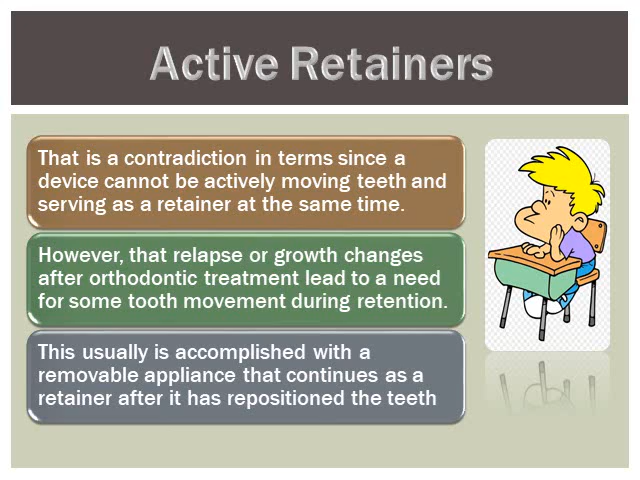 Active Retainers
That is a contradiction in terms since a
device cannot be actively moving teeth and
serving as a retainer at the same time.
However, that relapse or growth changes
after orthodontic treatment lead to a need
for some tooth movement during retention.
This usually is accomplished with a
removable appliance that continues as a
retainer after it has repositioned the teeth